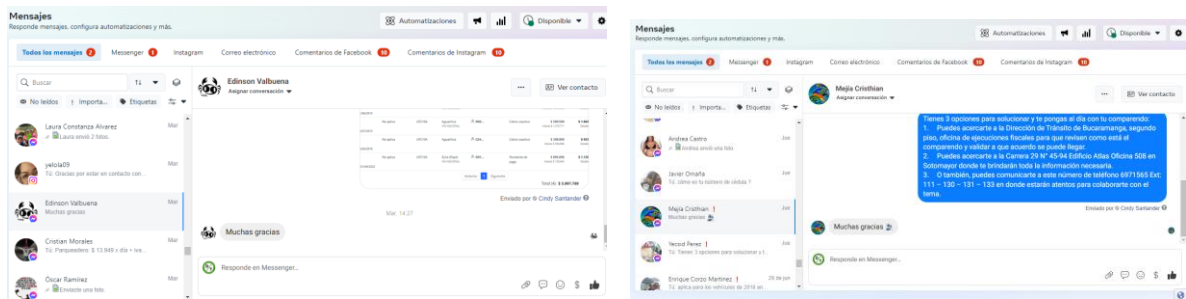 Mensajes
Responde mensajes, configura automatizaciones y más.
Automatizaciones
Disponible
Todos los mensajes 2 Messenger 1 Instagram Correo electrónico Comentarios de Facebook 10 Comentarios de Instagram 10
Buscar
No leídos ! Importa... Etiquetas
Edinson Valbuena
Asignar conversación
Ver contacto
Laura Constanza Alvarez Mar
Laura envió 2 fotos.
yelola09 Mar
Tú: Gracias por estar en contacto con...
Edinson Valbuena Mar
Muchas gracias
Cristian Morales Mar
Tú: Parqueadero: $ 13.949 x día + iva...
Óscar Ramírez Mar
Enviaste una foto.
Enviado por Cindy Santander
Mar. 14:27
Muchas gracias
Responde en Messenger...
Mensajes
Responde mensajes, configura automatizaciones y más.
Automatizaciones
Disponible
Todos los mensajes 2 Messenger 1 Instagram Correo electrónico Comentarios de Facebook 10 Comentarios de Instagram 10
Buscar
No leídos ! Importa... Etiquetas
Mejia Cristhian
Asignar conversación
Ver contacto
Andrea Castro Jue
Andrea envió una foto.
Javier Omaña Jue
Tú: cómo es tu número de cédula ?
Mejia Cristhian ! Jue
Muchas gracias
Yecod Perez ! Jue
Tú: Tienes 3 opciones para solucionar y t...
Enrique Corzo Martinez ! 28 de jun
Tú: aplica para los vehículos de 2018 en...
Tienes 3 opciones para solucionar y te pongas al día con tu comparendo:
1. Puedes acercarte a la Dirección de Tránsito de Bucaramanga, segundo
piso, oficina de ejecuciones fiscales para que revisen como está el
comparendo y validar a que acuerdo se puede llegar.
2. Puedes acercarte a la Carrera 29 N° 45-94 Edificio Atlas Oficina 508 en
Sotomayor donde te brindarán toda la información necesaria.
3. O también, puedes comunicarte a este número de teléfono 6971565 Ext:
111 – 130 – 131 – 133 en donde estarán atentos para colaborarte con el
tema.
Enviado por Cindy Santander
Muchas gracias
Responde en Messenger...